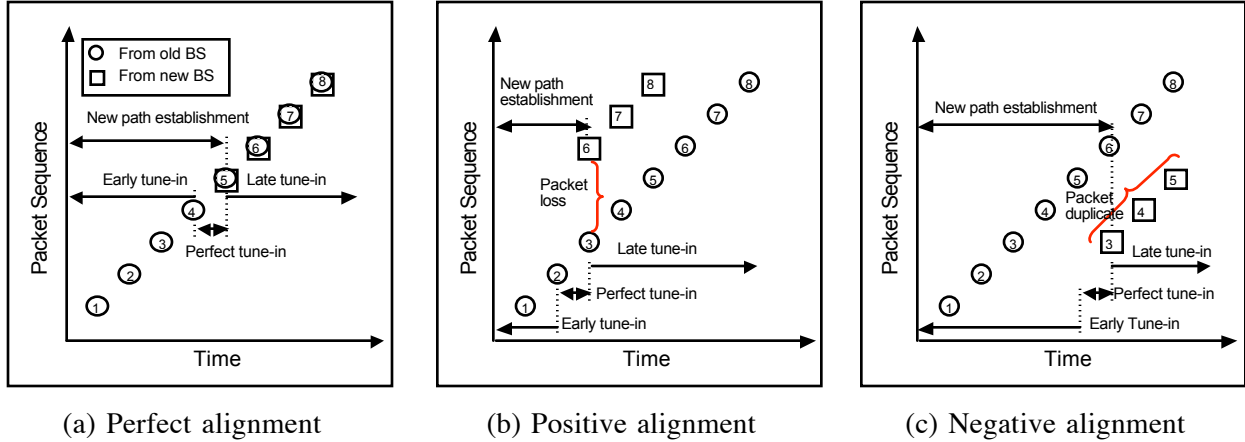 Packet Sequence
From old BS
From new BS
8
7
New path establishment
6
5
Early tune-in
Late tune-in
4
Perfect tune-in
3
2
1
Time
(a) Perfect alignment
Packet Sequence
New path
establishment
8
8
7
7
6
6
Packet
loss
5
4
3
Late tune-in
2
Perfect tune-in
1
Early tune-in
Time
(b) Positive alignment
Packet Sequence
8
New path establishment
7
6
5
5
Packet
duplicate
4
4
3
3
Late tune-in
2
Perfect tune-in
1
Early Tune-in
Time
(c) Negative alignment